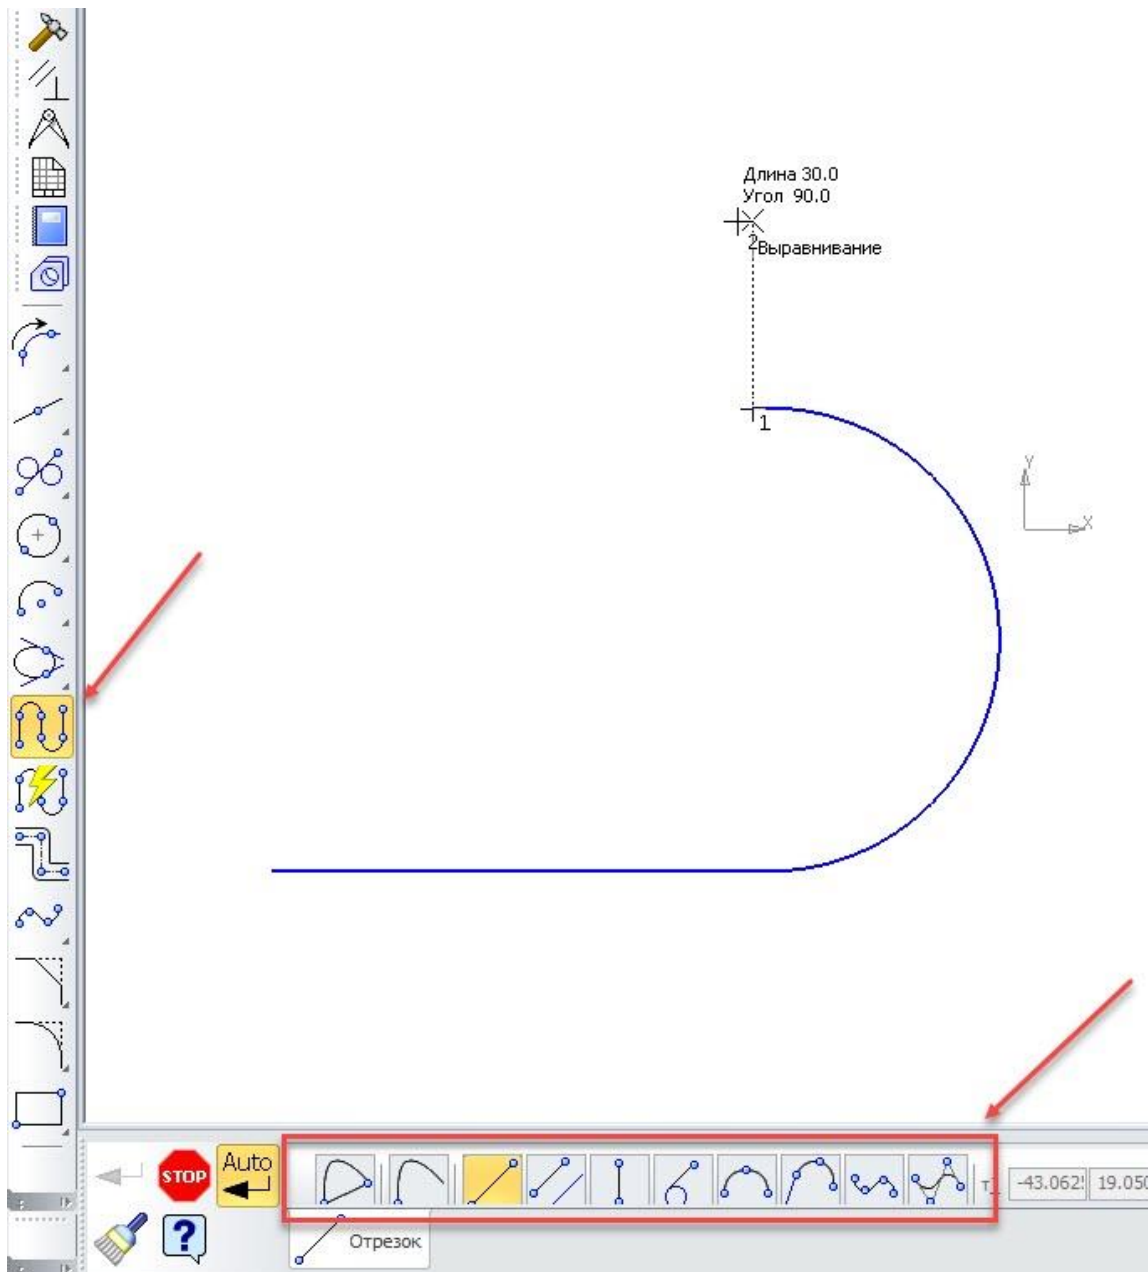 Длина 30.0
Угол 90.0
2
Выравнивание
1
Y
X
STOP
Auto
-43.062
19.050
?
Отрезок